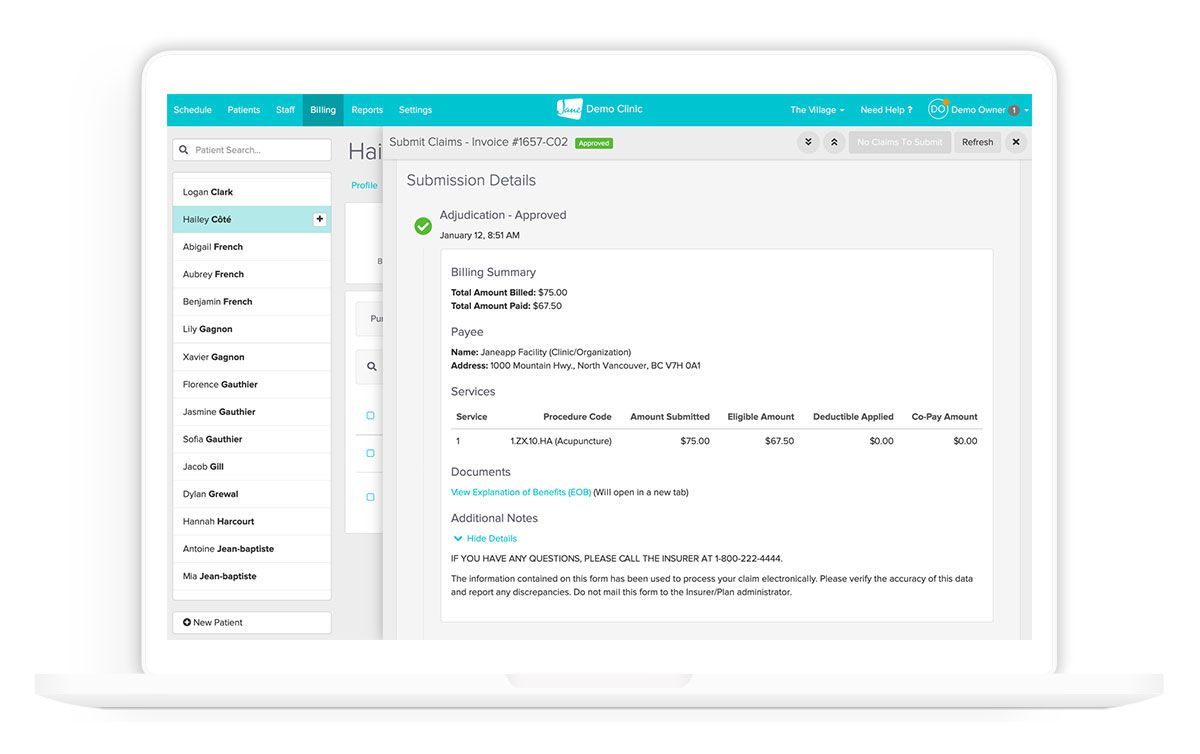 Schedule Patients Staff Billing Reports Settings Jane Demo Clinic The Village Need Help ? DO Demo Owner 1
Patient Search...
Logan Clark
Hailey Côté
Abigail French
Aubrey French
Benjamin French
Lily Gagnon
Xavier Gagnon
Florence Gauthier
Jasmine Gauthier
Sofia Gauthier
Jacob Gill
Dylan Grewal
Hannah Harcourt
Antoine Jean-baptiste
Mia Jean-baptiste
New Patient
Hai
Profile
B
Pur
Submit Claims - Invoice #1657-C02 Approved No Claims To Submit Refresh
Submission Details
Adjudication - Approved
January 12, 8:51 AM
Billing Summary
Total Amount Billed: $75.00
Total Amount Paid: $67.50
Payee
Name: Janeapp Facility (Clinic/Organization)
Address: 1000 Mountain Hwy., North Vancouver, BC V7H 0A1
Services
Service Procedure Code Amount Submitted Eligible Amount Deductible Applied Co-Pay Amount
1 1.ZX.10.HA (Acupuncture) $75.00 $67.50 $0.00 $0.00
Documents
View Explanation of Benefits (EOB) (Will open in a new tab)
Additional Notes
Hide Details
IF YOU HAVE ANY QUESTIONS, PLEASE CALL THE INSURER AT 1-800-222-4444.
The information contained on this form has been used to process your claim electronically. Please verify the accuracy of this data
and report any discrepancies. Do not mail this form to the Insurer/Plan administrator.